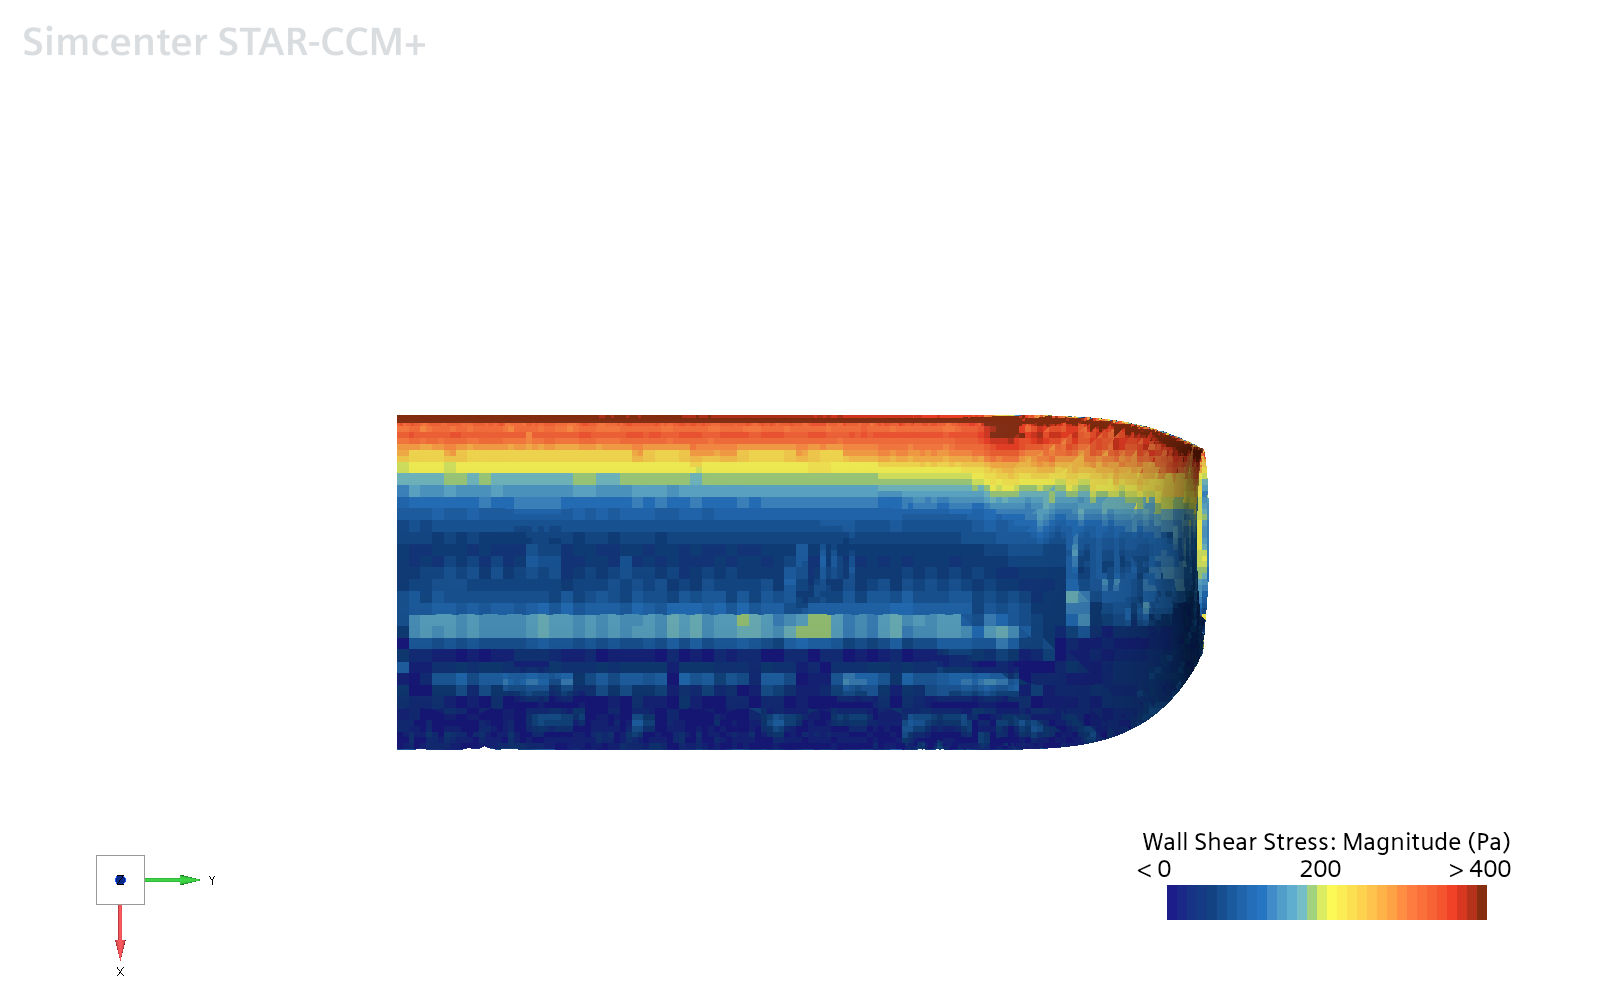 Simcenter STAR-CCM+
Wall Shear Stress: Magnitude (Pa)
< 0 200 > 400
Y
X